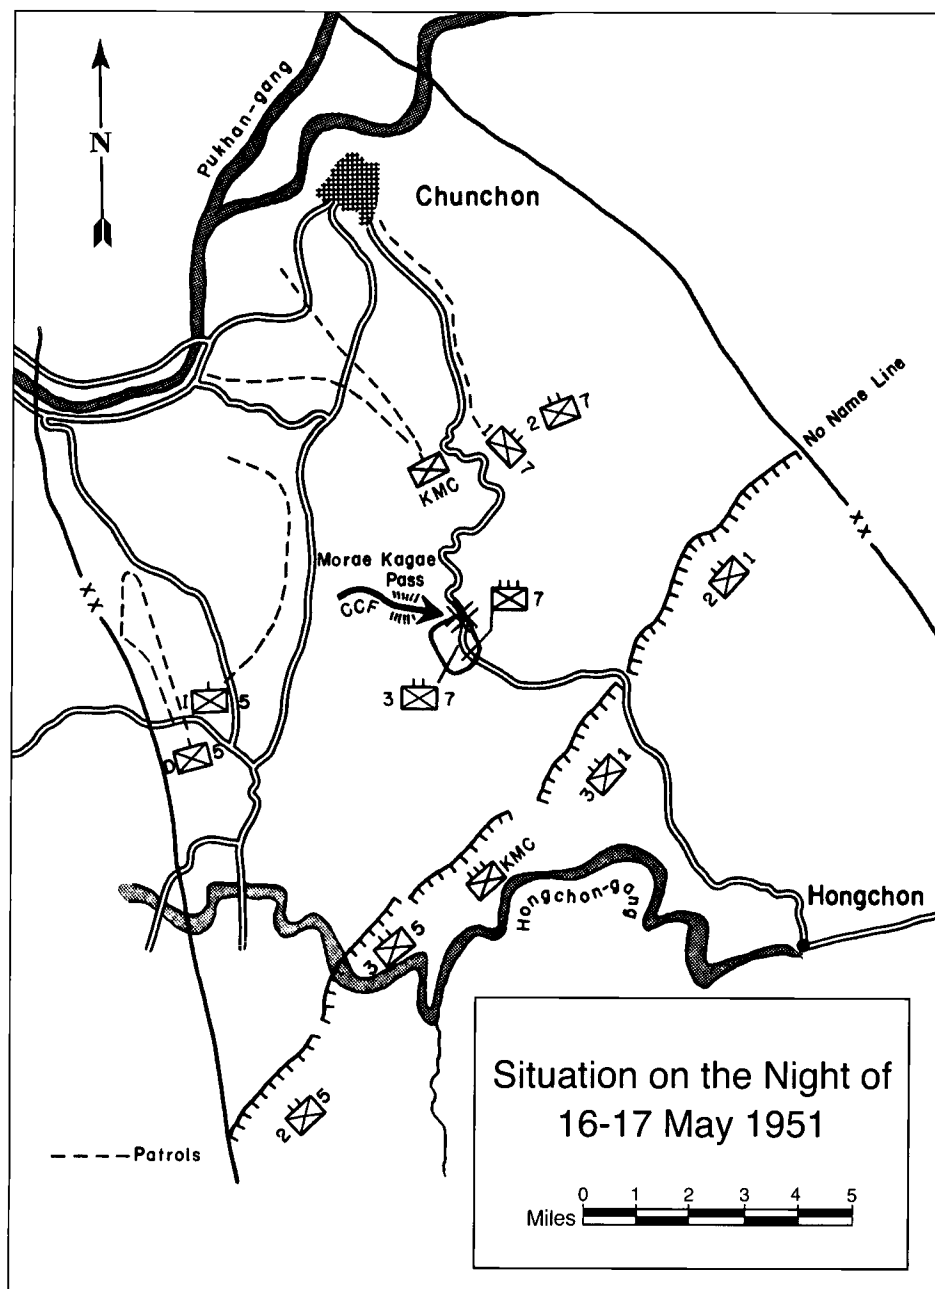 N
Pukhan-gang
Chunchon
No Name Line
2 7
1 7
KMC
XX
2 1
Morae Kagae
Pass
CCF
7
3 7
XX
I 5
D 5
3 1
KMC
Hongchon-gang
Hongchon
3 5
2 5
Situation on the Night of
16-17 May 1951
0 1 2 3 4 5
Miles
Patrols